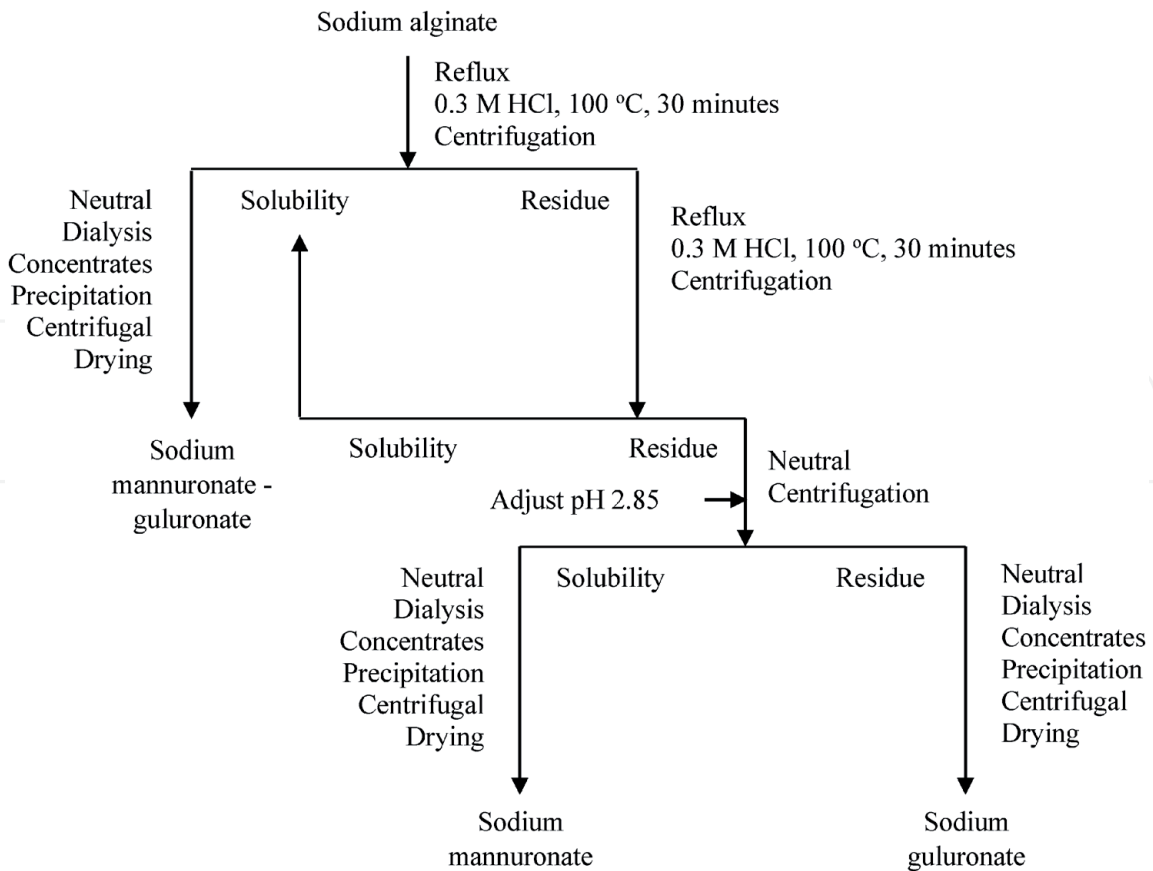 Sodium alginate
Reflux
0.3 M HCl, 100 °C, 30 minutes
Centrifugation
Neutral
Dialysis
Concentrates
Precipitation
Centrifugal
Drying
Solubility
Residue
Reflux
0.3 M HCl, 100 °C, 30 minutes
Centrifugation
Sodium
mannuronate -
guluronate
Solubility
Residue
Neutral
Centrifugation
Adjust pH 2.85
Neutral
Dialysis
Concentrates
Precipitation
Centrifugal
Drying
Solubility
Residue
Neutral
Dialysis
Concentrates
Precipitation
Centrifugal
Drying
Sodium
mannuronate
Sodium
guluronate